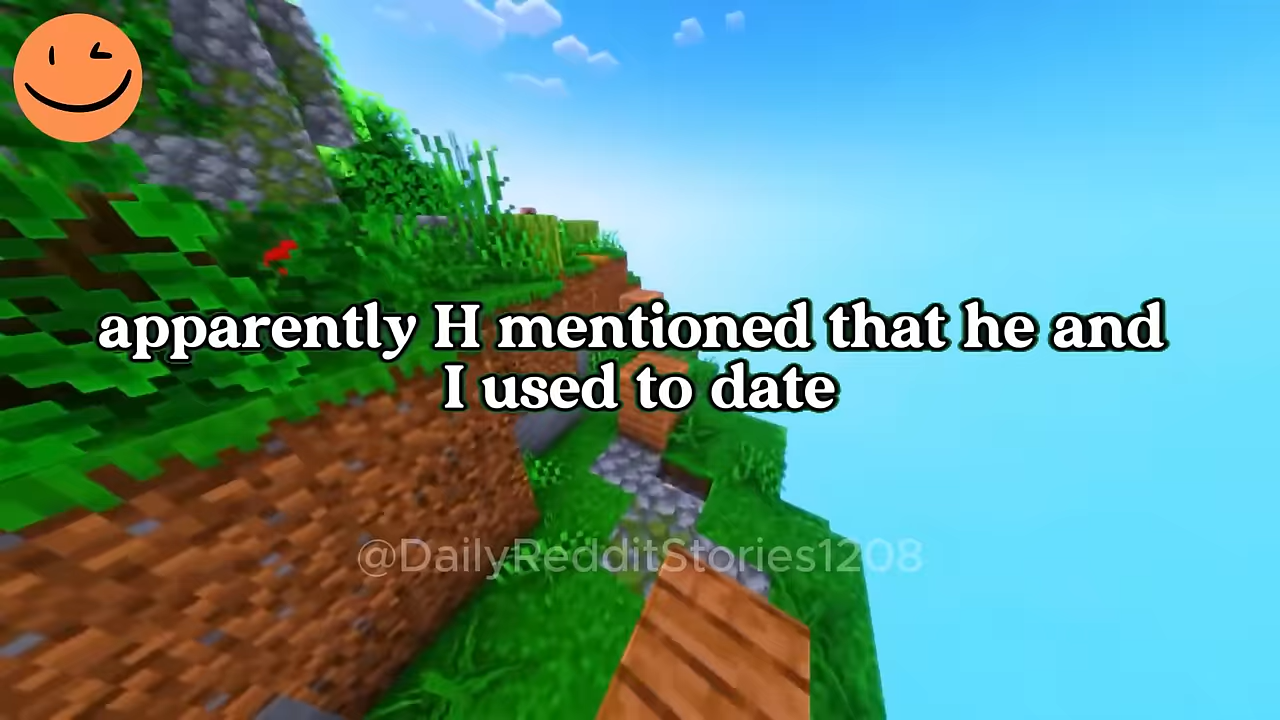 apparently H mentioned that he and
I used to date
@DailyRedditStories1208